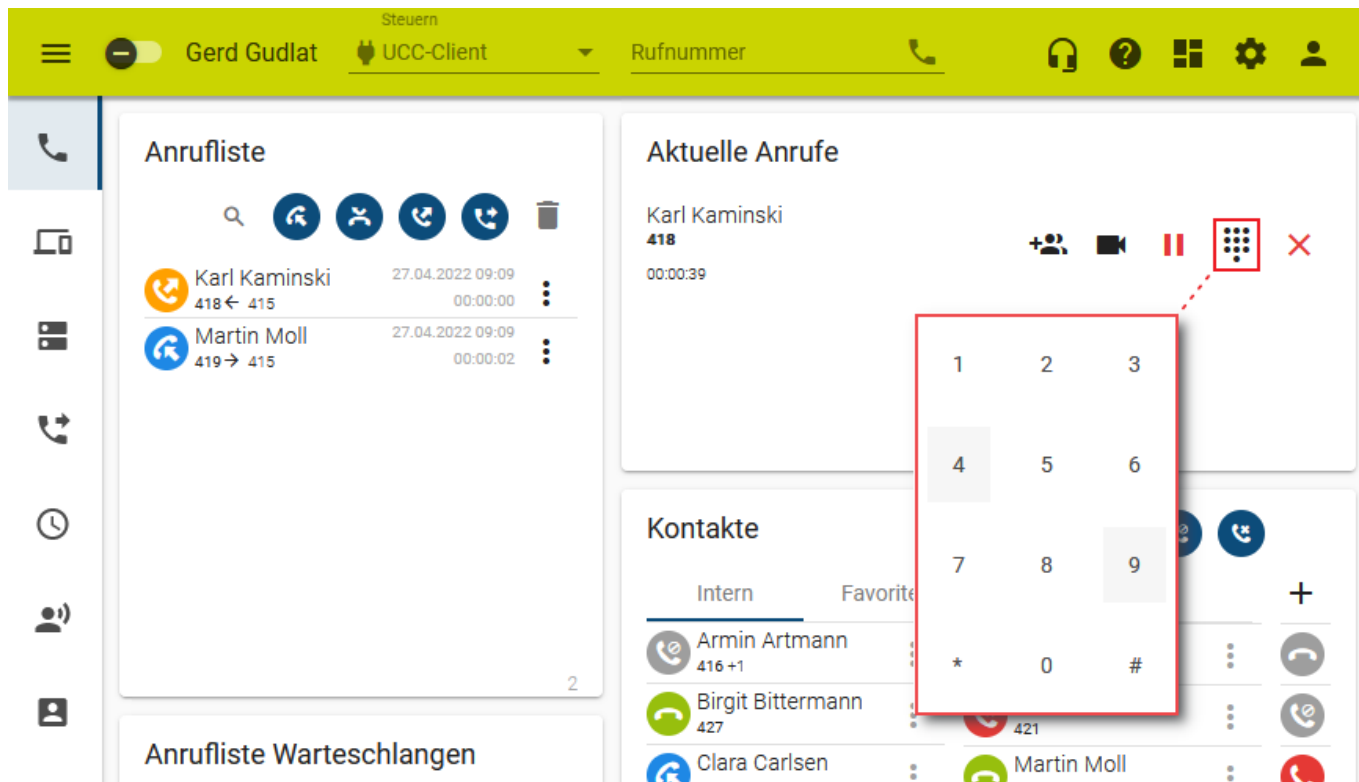 Steuern
Gerd Gudlat
UCC-Client
Rufnummer
Anrufliste
Karl Kaminski
27.04.2022 09:09
418 ← 415
00:00:00
Martin Moll
27.04.2022 09:09
419 → 415
00:00:02
2
Anrufliste Warteschlangen
Aktuelle Anrufe
Karl Kaminski
418
00:00:39
1 2 3
4 5 6
7 8 9
* 0 #
Kontakte
Intern
Favorite
+
Armin Artmann
416 +1
Birgit Bittermann
427
421
Clara Carlsen
Martin Moll